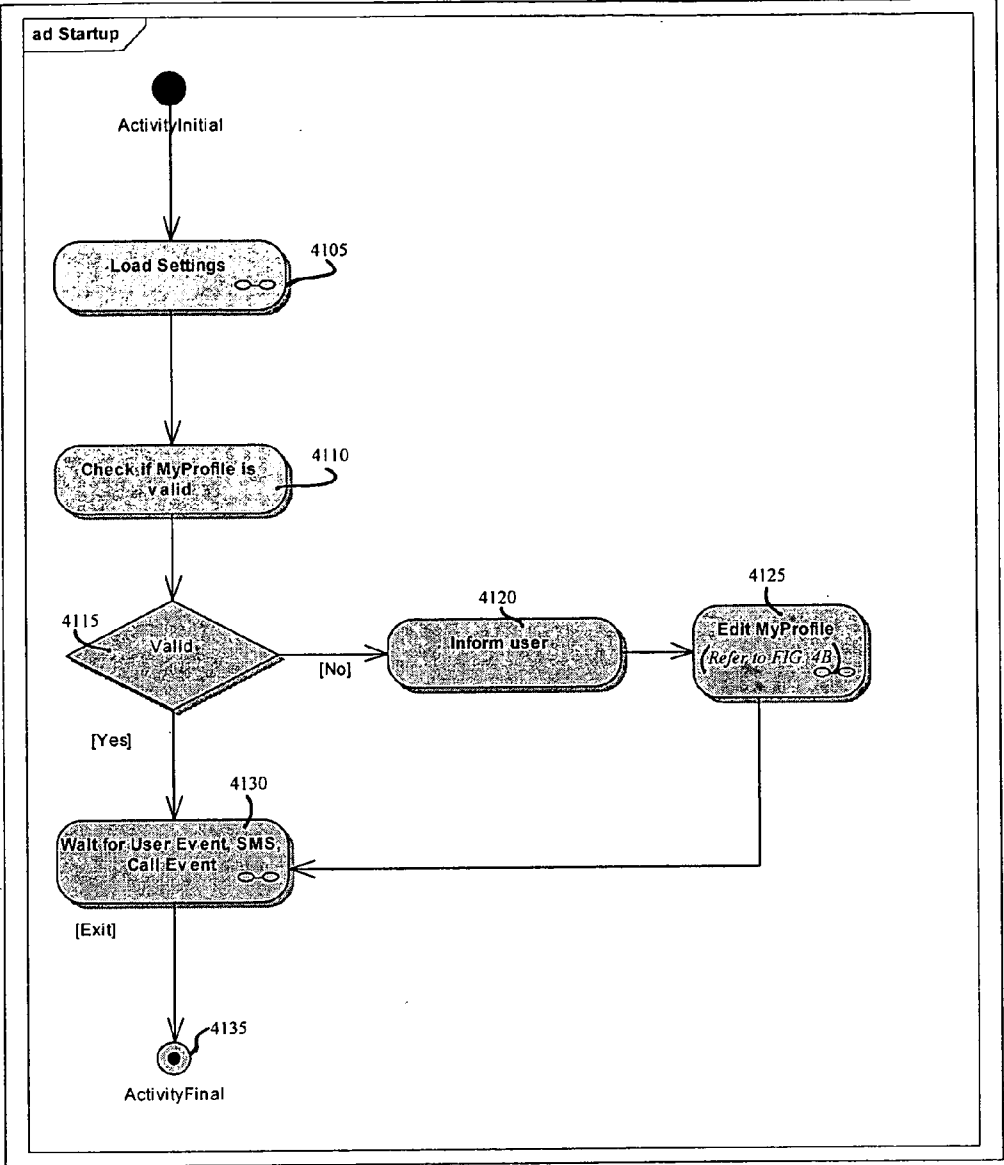 ad Startup
ActivityInitial
4105
Load Settings
4110
Check if MyProfile is
valid
4115
Valid
[No]
4120
Inform user
4125
Edit MyProfile
(Refer to FIG. 4B)
[Yes]
4130
Wait for User Event, SMS,
Call Event
[Exit]
4135
ActivityFinal